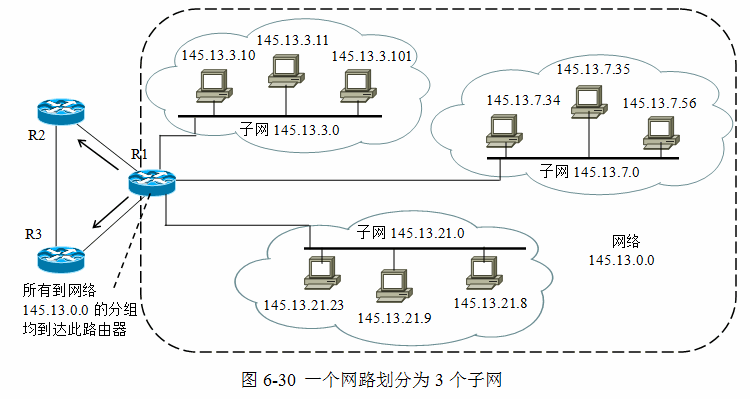 145.13.3.10
145.13.3.11
145.13.3.101
子网 145.13.3.0
145.13.7.34
145.13.7.35
145.13.7.56
子网 145.13.7.0
R2
R1
R3
子网 145.13.21.0
145.13.21.23
145.13.21.9
145.13.21.8
网络
145.13.0.0
所有到网络
145.13.0.0 的分组
均到达此路由器
图 6-30 一个网路划分为 3 个子网